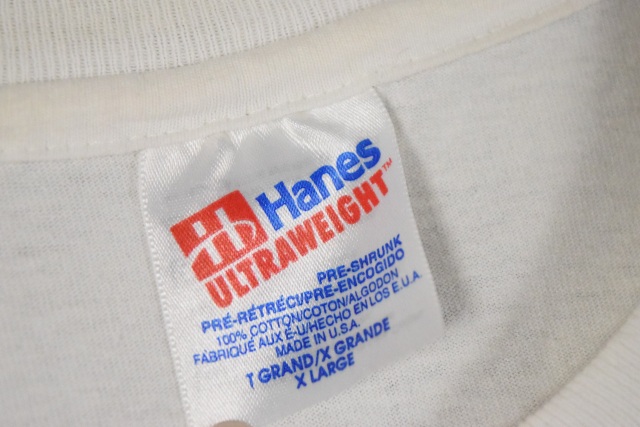 Hanes
ULTRAWEIGHT™
PRE-SHRUNK
PRÉ-RÉTRÉCI/PRE-ENCOGIDO
100% COTTON/COTON/ALGODON
FABRIQUÉ AUX É-U/HECHO EN LOS E.U.A.
MADE IN U.S.A.
T GRAND/X GRANDE
X LARGE